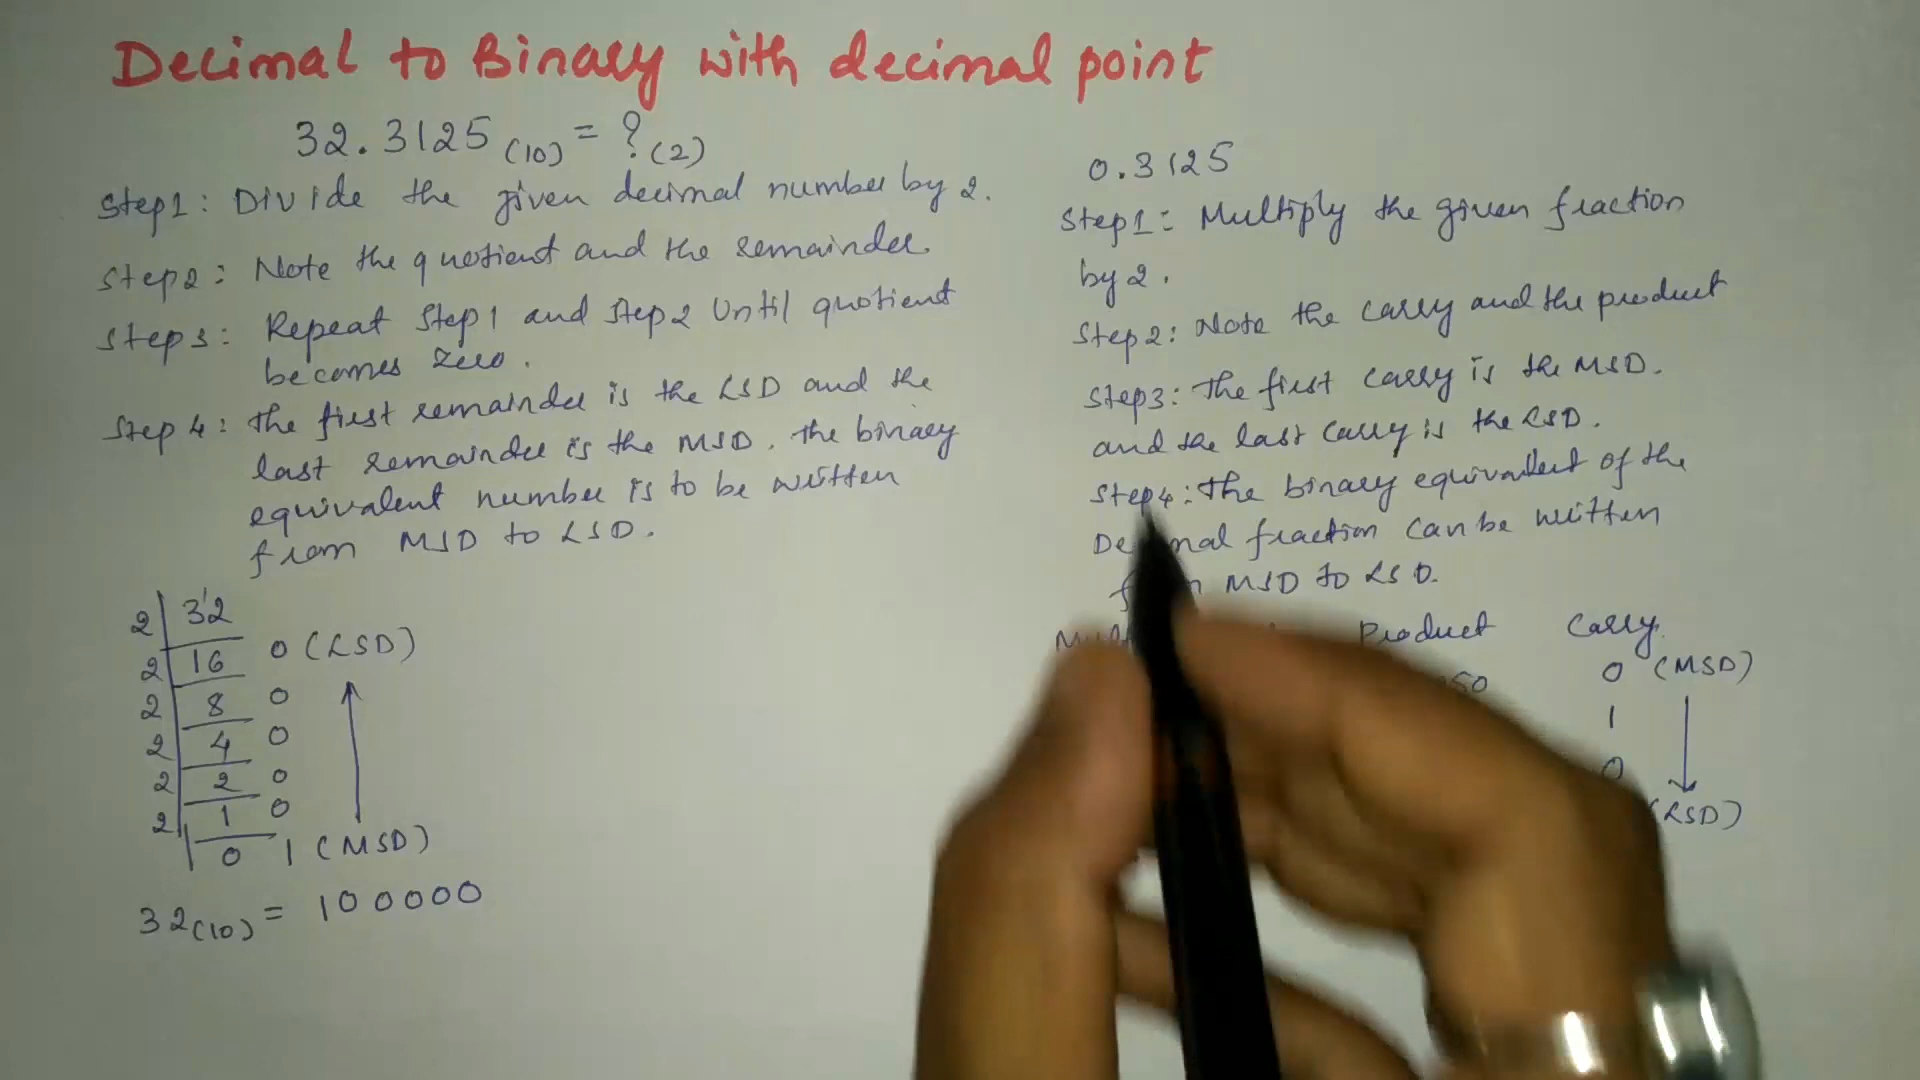 Decimal to Binary with decimal point
32.3125 (10) = ? (2)
Step1: Divide the given decimal number by 2.
Step2: Note the quotient and the remainder
Step3: Repeat Step1 and Step2 Until quotient
becomes zero.
Step4: The first remainder is the LSD and the
last remainder is the MSD. The binary
equivalent number is to be written
from MSD to LSD.
2 32
2 16 0 (LSD)
2 8 0
2 4 0
2 2 0
2 1 0
0 1 (MSD)
32(10) = 100000
0.3125
Step1: Multiply the given fraction
by 2.
Step2: Note the carry and the product
Step3: The first carry is the MSD.
and the last carry is the LSD.
Step4: The binary equivalent of the
fraction can be written
MSD to LSD.
Product Carry
0 (MSD)
1
0
(LSD)